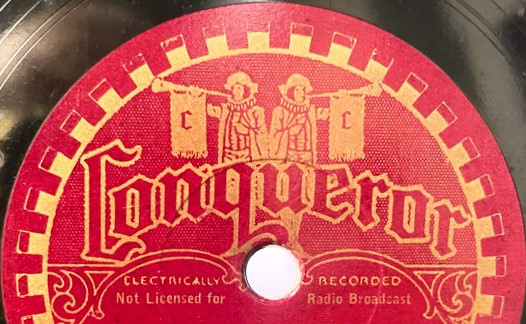 C C
Conqueror
ELECTRICALLY RECORDED
Not Licensed for Radio Broadcast